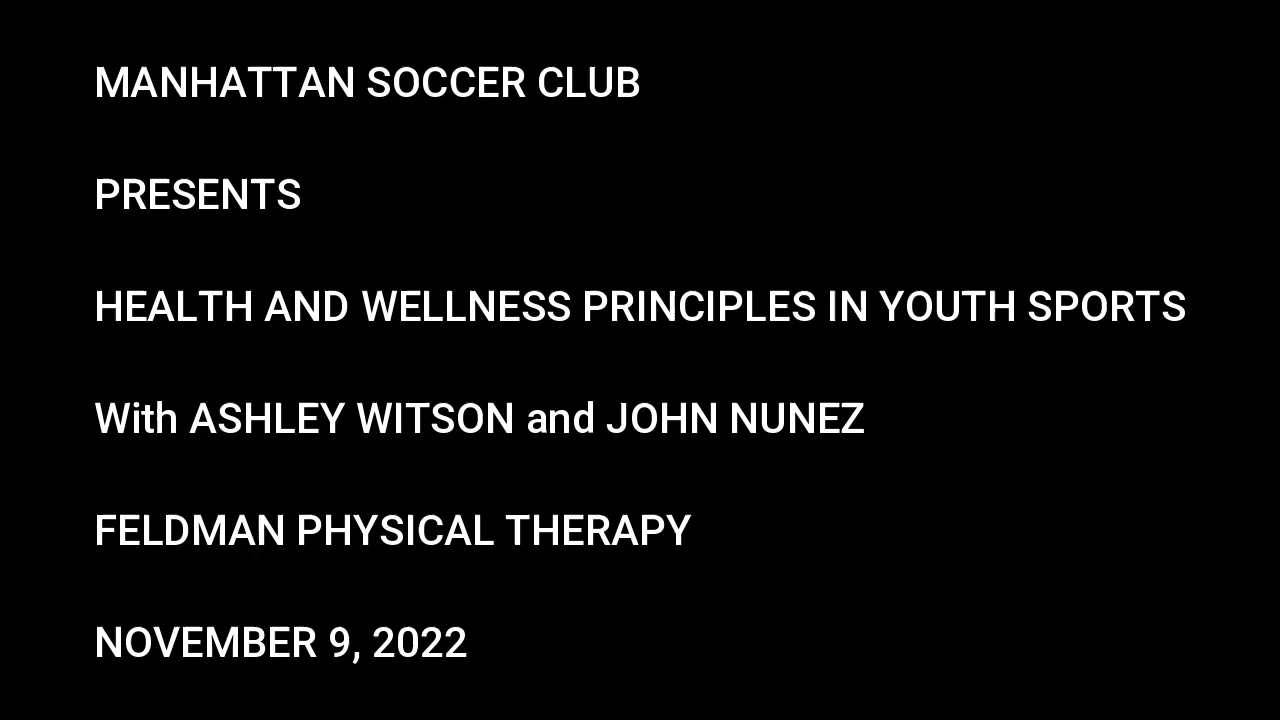 MANHATTAN SOCCER CLUB
PRESENTS
HEALTH AND WELLNESS PRINCIPLES IN YOUTH SPORTS
With ASHLEY WITSON and JOHN NUNEZ
FELDMAN PHYSICAL THERAPY
NOVEMBER 9, 2022